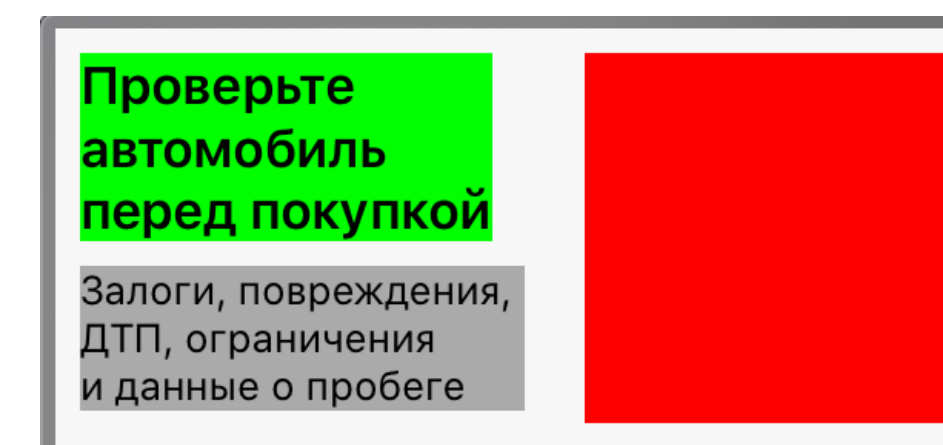 Проверьте
автомобиль
перед покупкой
Залоги, повреждения,
ДТП, ограничения
и данные о пробеге